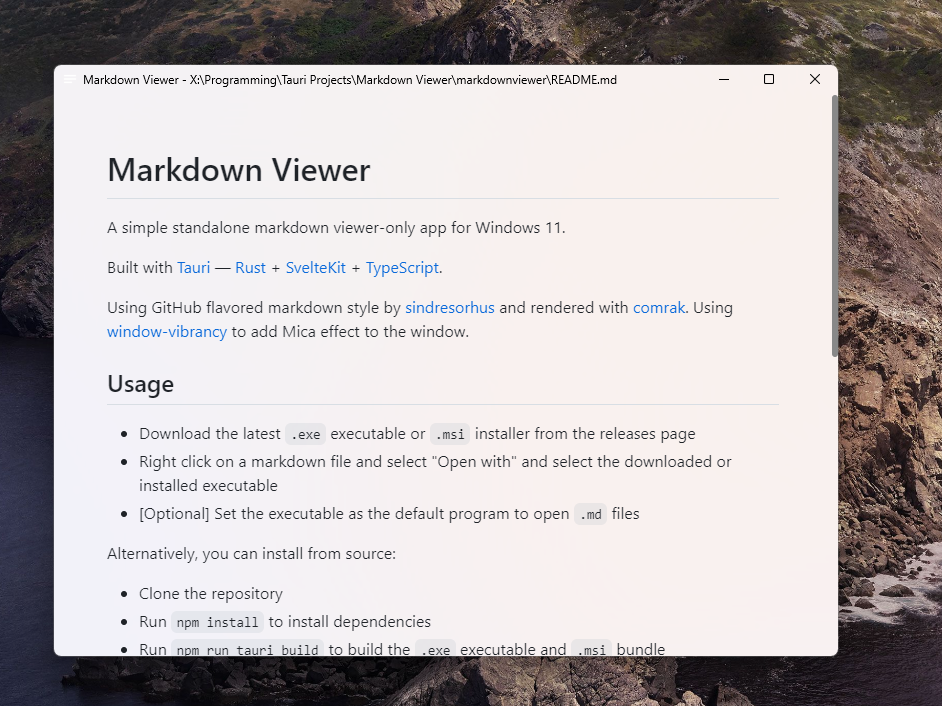 Markdown Viewer - X:\Programming\Tauri Projects\Markdown Viewer\markdownviewer\README.md
Markdown Viewer
A simple standalone markdown viewer-only app for Windows 11.
Built with Tauri — Rust + SvelteKit + TypeScript.
Using GitHub flavored markdown style by sindresorhus and rendered with comrak. Using
window-vibrancy to add Mica effect to the window.
Usage
• Download the latest .exe executable or .msi installer from the releases page
• Right click on a markdown file and select "Open with" and select the downloaded or
installed executable
• [Optional] Set the executable as the default program to open .md files
Alternatively, you can install from source:
• Clone the repository
• Run npm install to install dependencies
• Run npm run tauri build to build the .exe executable and .msi bundle